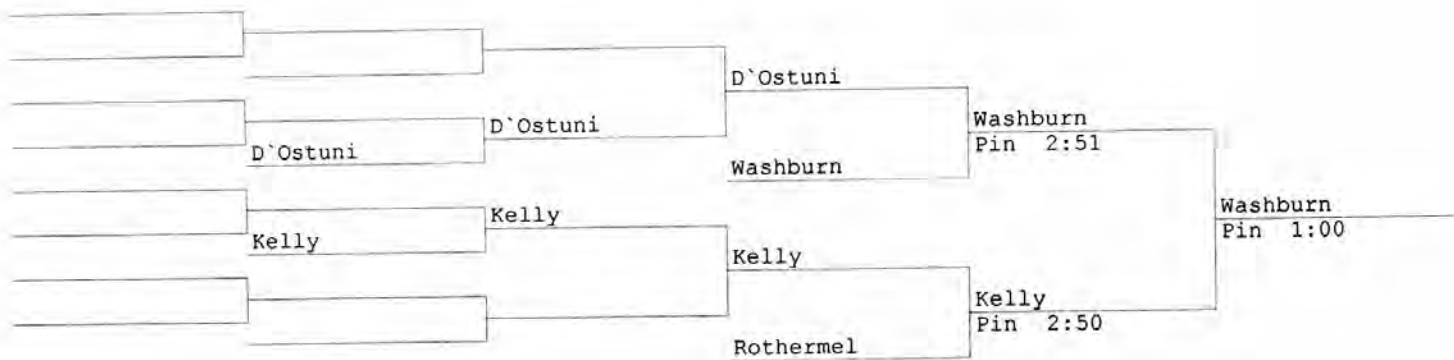 D`Ostuni
D`Ostuni
D`Ostuni
Washburn
Pin 2:51
Washburn
Kelly
Kelly
Kelly
Washburn
Pin 1:00
Kelly
Pin 2:50
Rothermel